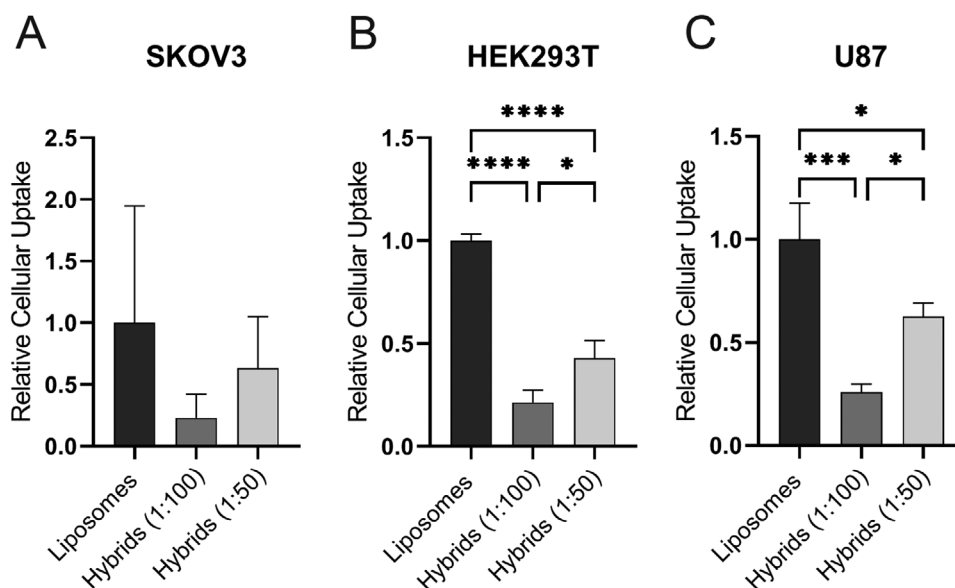 A
SKOV3
Relative Cellular Uptake
2.5
2.0
1.5
1.0
0.5
0.0
Liposomes
Hybrids (1:100)
Hybrids (1:50)
B
HEK293T
Relative Cellular Uptake
****
**** *
1.5
1.0
0.5
0.0
Liposomes
Hybrids (1:100)
Hybrids (1:50)
C
U87
Relative Cellular Uptake
*
*** *
1.5
1.0
0.5
0.0
Liposomes
Hybrids (1:100)
Hybrids (1:50)